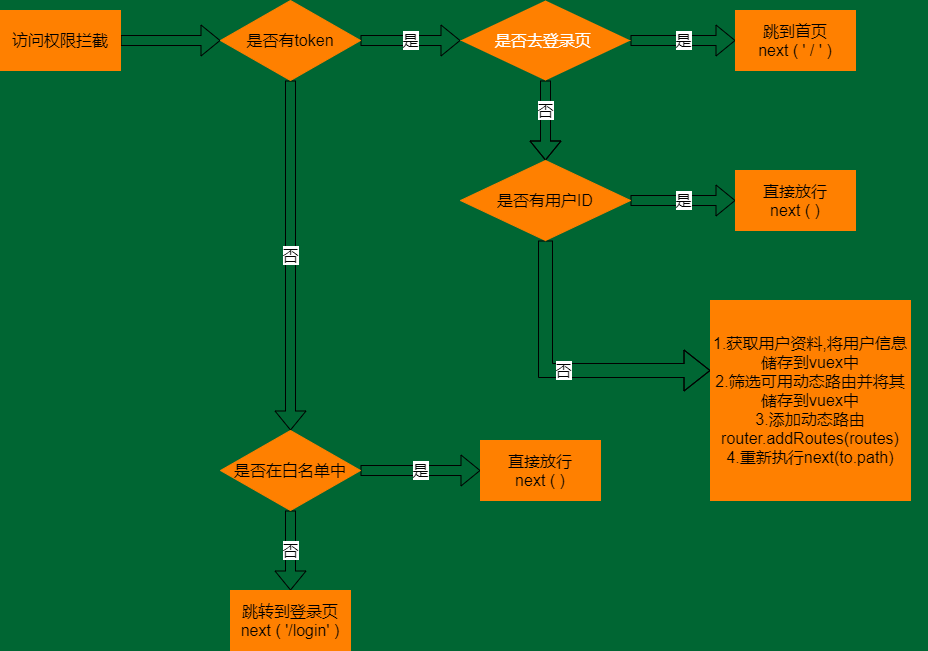 访问权限拦截
是否有token
是
是否去登录页
是
跳到首页
next ( ' / ' )
否
是否有用户ID
是
直接放行
next ( )
否
否
1.获取用户资料,将用户信息
储存到vuex中
2.筛选可用动态路由并将其
储存到vuex中
3.添加动态路由
router.addRoutes(routes)
4.重新执行next(to.path)
是否在白名单中
是
直接放行
next ( )
否
跳转到登录页
next ( '/login' )